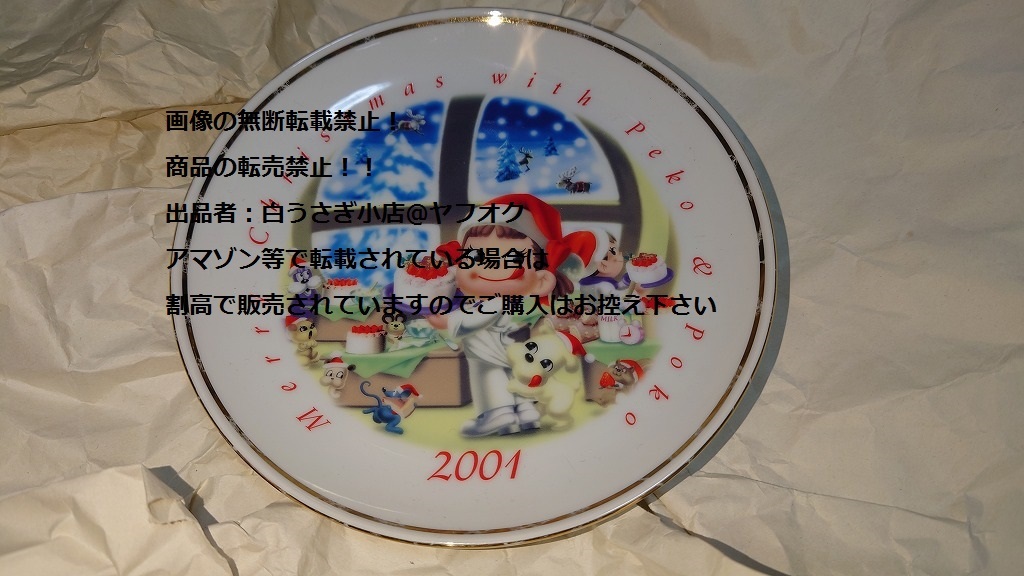 画像の無断転載禁止！
商品の転売禁止！！
出品者：白うさぎ小店@ヤフオク
アマゾン等で転載されている場合は
割高で販売されていますのでご購入はお控え下さい
Merry Christmas with Peko & Poko
MILK
2001